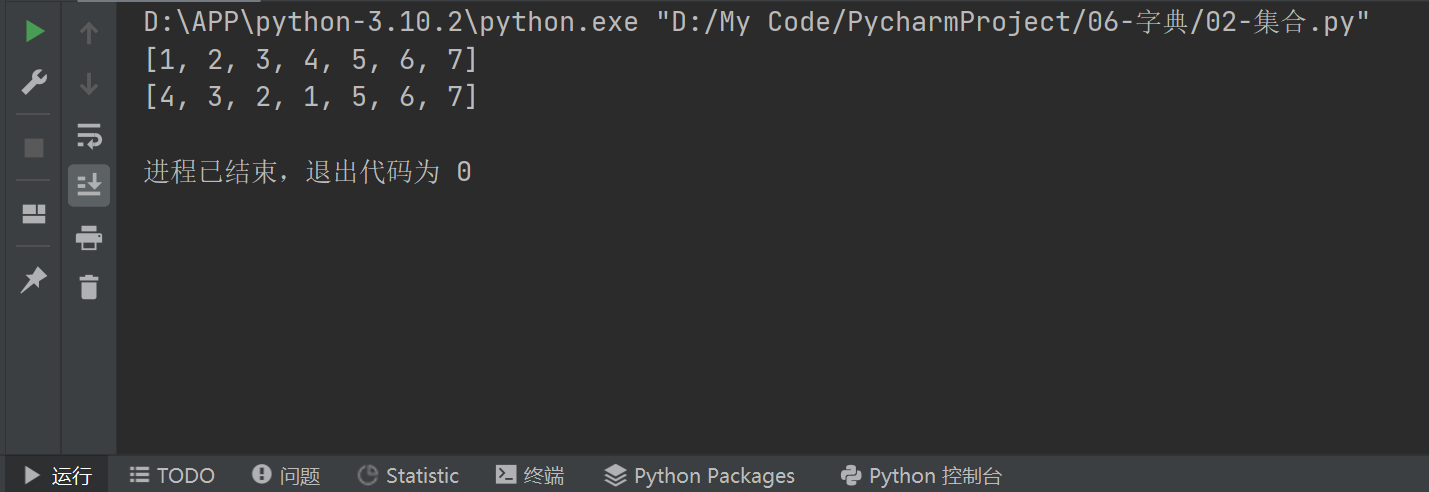 D:\APP\python-3.10.2\python.exe "D:/My Code/PycharmProject/06-字典/02-集合.py"
[1, 2, 3, 4, 5, 6, 7]
[4, 3, 2, 1, 5, 6, 7]
进程已结束，退出代码为 0
运行 TODO 问题 Statistic 终端 Python Packages Python 控制台